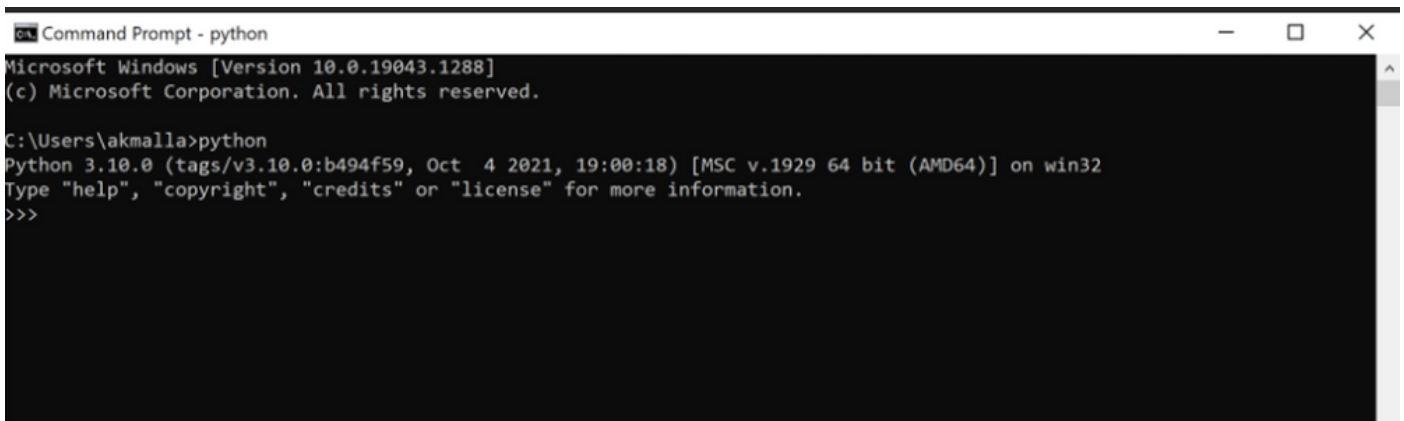 Command Prompt - python
Microsoft Windows [Version 10.0.19043.1288]
(c) Microsoft Corporation. All rights reserved.
C:\Users\akmalla>python
Python 3.10.0 (tags/v3.10.0:b494f59, Oct  4 2021, 19:00:18) [MSC v.1929 64 bit (AMD64)] on win32
Type "help", "copyright", "credits" or "license" for more information.
>>>